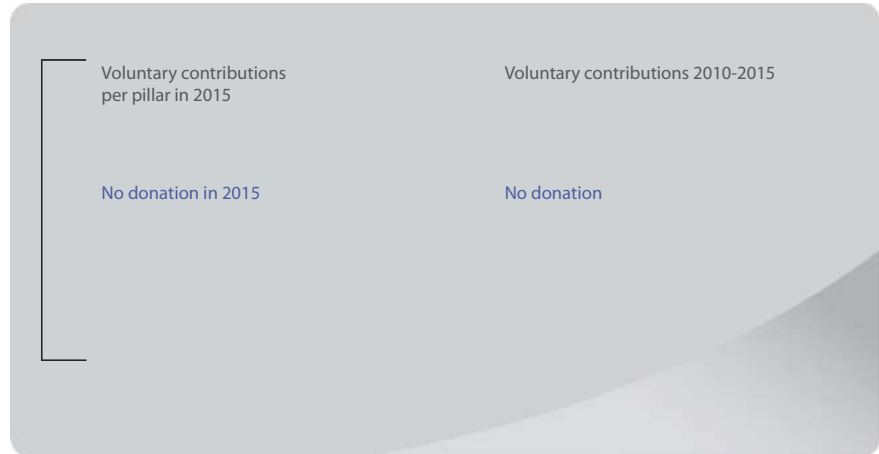 Voluntary contributions
per pillar in 2015
Voluntary contributions 2010-2015
No donation in 2015
No donation